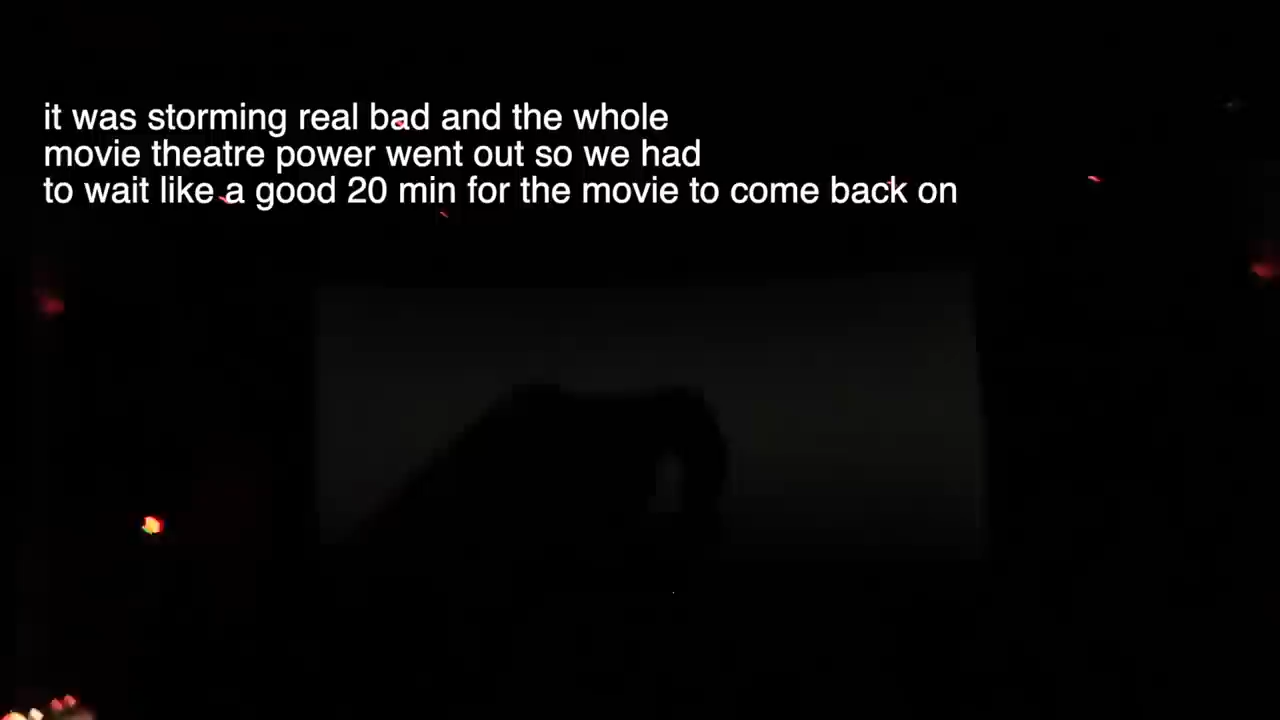 it was storming real bad and the whole
movie theatre power went out so we had
to wait like a good 20 min for the movie to come back on